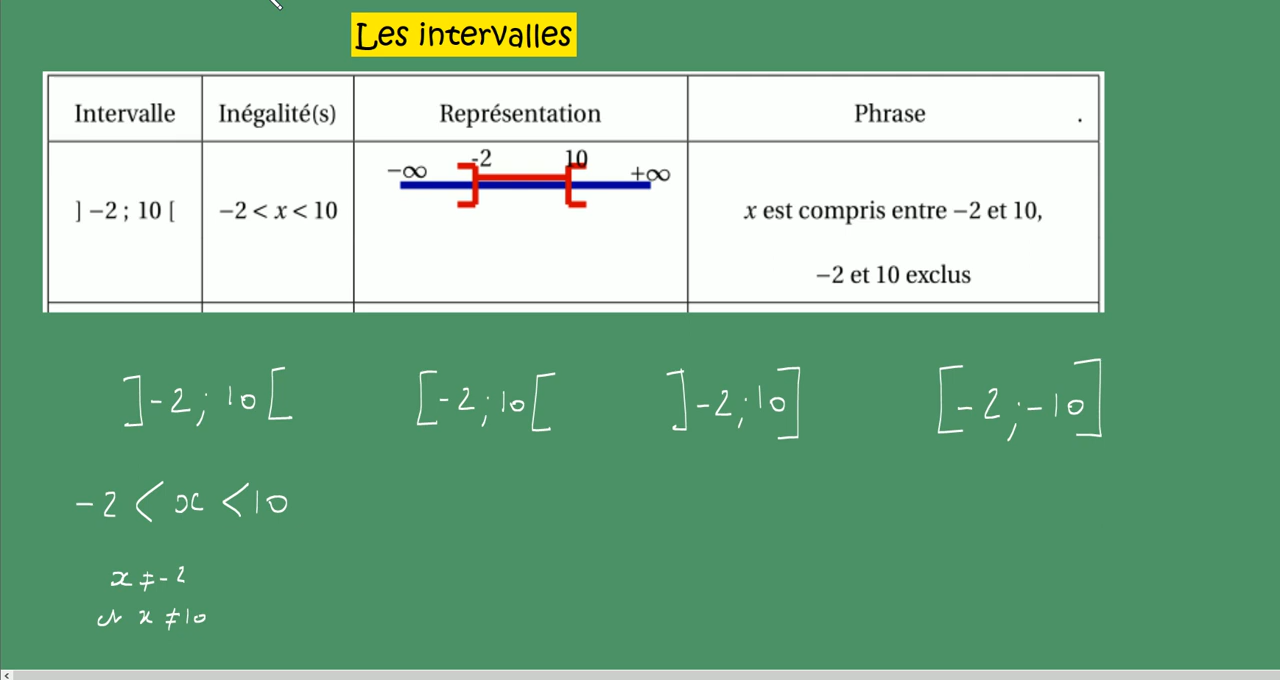 Les intervalles
Intervalle Inégalité(s) Représentation Phrase .
−∞ -2 10 +∞
] −2 ; 10 [ −2 < x < 10 x est compris entre −2 et 10,
−2 et 10 exclus
]-2; 10[ [-2;10[ ]-2;10] [-2;-10]
-2 < x < 10
x ≠ -2
et x ≠ 10